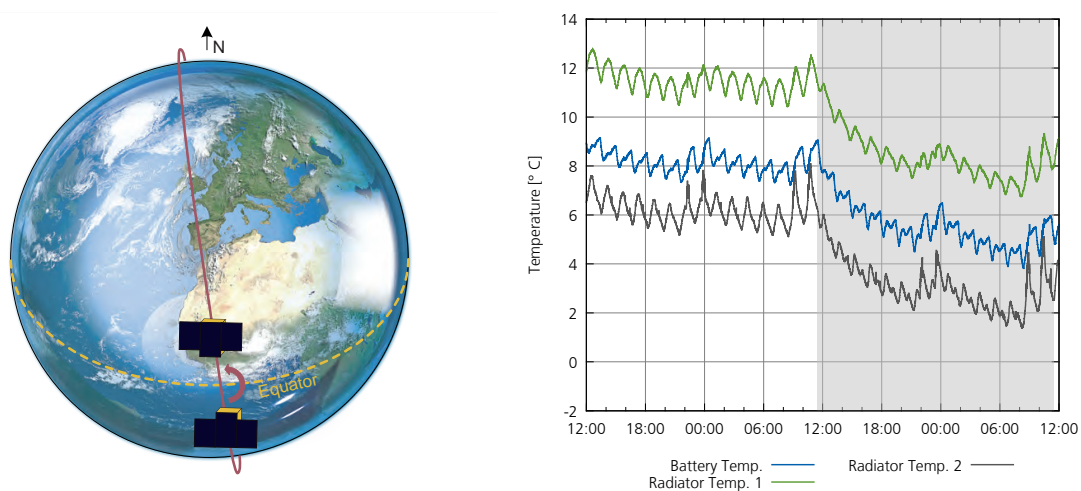 N
Equator
Temperature [° C]
14
12
10
8
6
4
2
0
-2
12:00 18:00 00:00 06:00 12:00 18:00 00:00 06:00 12:00
Battery Temp. Radiator Temp. 2
Radiator Temp. 1